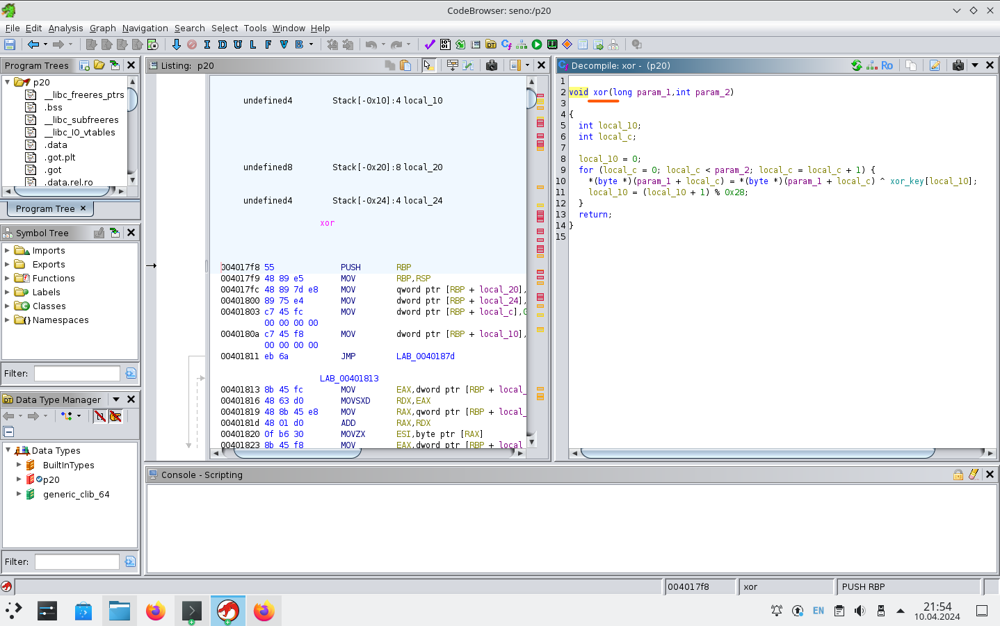 CodeBrowser: seno:/p20
File Edit Analysis Graph Navigation Search Select Tools Window Help
I D U L F V B
Program Trees
p20
__libc_freeres_ptrs
.bss
__libc_subfreeres
__libc_IO_vtables
.data
.got.plt
.got
.data.rel.ro
Program Tree
Symbol Tree
Imports
Exports
Functions
Labels
Classes
Namespaces
Filter:
Data Type Manager
Data Types
BuiltInTypes
p20
generic_clib_64
Filter:
Listing: p20
undefined4 Stack[-0x10]:4 local_10
undefined8 Stack[-0x20]:8 local_20
undefined4 Stack[-0x24]:4 local_24
xor
004017f8 55 PUSH RBP
004017f9 48 89 e5 MOV RBP,RSP
004017fc 48 89 7d e8 MOV qword ptr [RBP + local_20],
00401800 89 75 e4 MOV dword ptr [RBP + local_24],
00401803 c7 45 fc MOV dword ptr [RBP + local_c],0
00 00 00 00
0040180a c7 45 f8 MOV dword ptr [RBP + local_10],
00 00 00 00
00401811 eb 6a JMP LAB_0040187d
LAB_00401813
00401813 8b 45 fc MOV EAX,dword ptr [RBP + local_
00401816 48 63 d0 MOVSXD RDX,EAX
00401819 48 8b 45 e8 MOV RAX,qword ptr [RBP + local_
0040181d 48 01 d0 ADD RAX,RDX
00401820 0f b6 30 MOVZX ESI,byte ptr [RAX]
00401823 8b 45 f8 MOV EAX,dword ptr [RBP + local
Decompile: xor - (p20)
Ro
1
2 void xor(long param_1,int param_2)
3
4 {
5 int local_10;
6 int local_c;
7
8 local_10 = 0;
9 for (local_c = 0; local_c < param_2; local_c = local_c + 1) {
10 *(byte *)(param_1 + local_c) = *(byte *)(param_1 + local_c) ^ xor_key[local_10];
11 local_10 = (local_10 + 1) % 0x28;
12 }
13 return;
14 }
15
Console - Scripting
004017f8 xor PUSH RBP
EN
21:54
10.04.2024